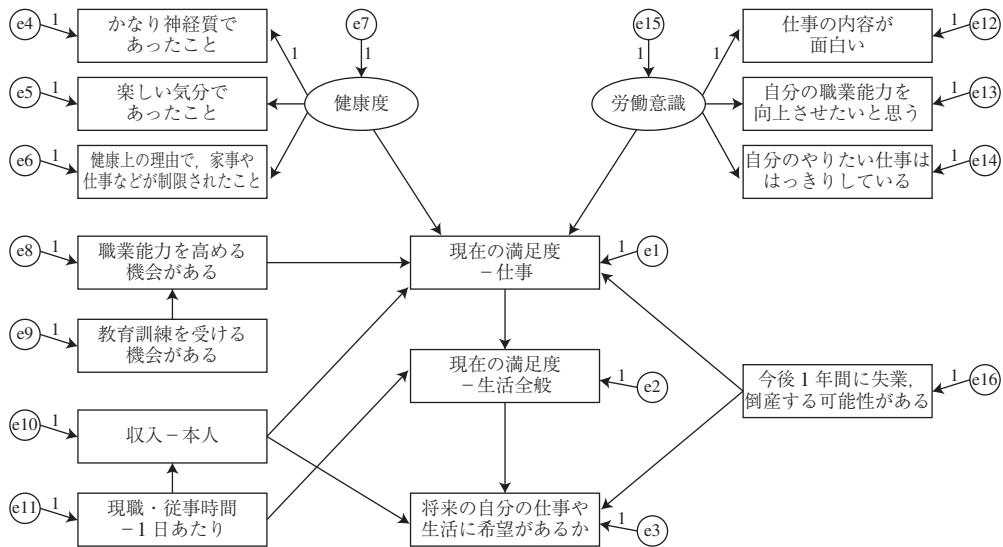 e4
1
かなり神経質で
あったこと
e7
1
1
e15
1
1
仕事の内容が
面白い
1
e12
e5
1
楽しい気分で
あったこと
健康度
労働意識
自分の職業能力を
向上させたいと思う
1
e13
e6
1
健康上の理由で，家事や
仕事などが制限されたこと
自分のやりたい仕事は
はっきりしている
1
e14
e8
1
職業能力を高める
機会がある
現在の満足度
−仕事
1
e1
e9
1
教育訓練を受ける
機会がある
現在の満足度
−生活全般
1
e2
今後1年間に失業，
倒産する可能性がある
1
e16
e10
1
収入−本人
e11
1
現職・従事時間
−1日あたり
将来の自分の仕事や
生活に希望があるか
1
e3